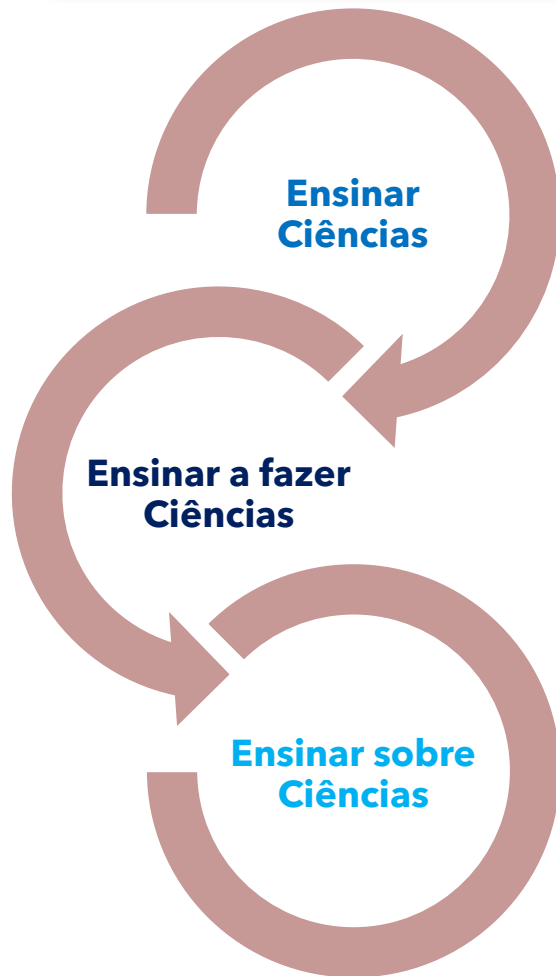 Ensinar
Ciências
Ensinar a fazer
Ciências
Ensinar sobre
Ciências